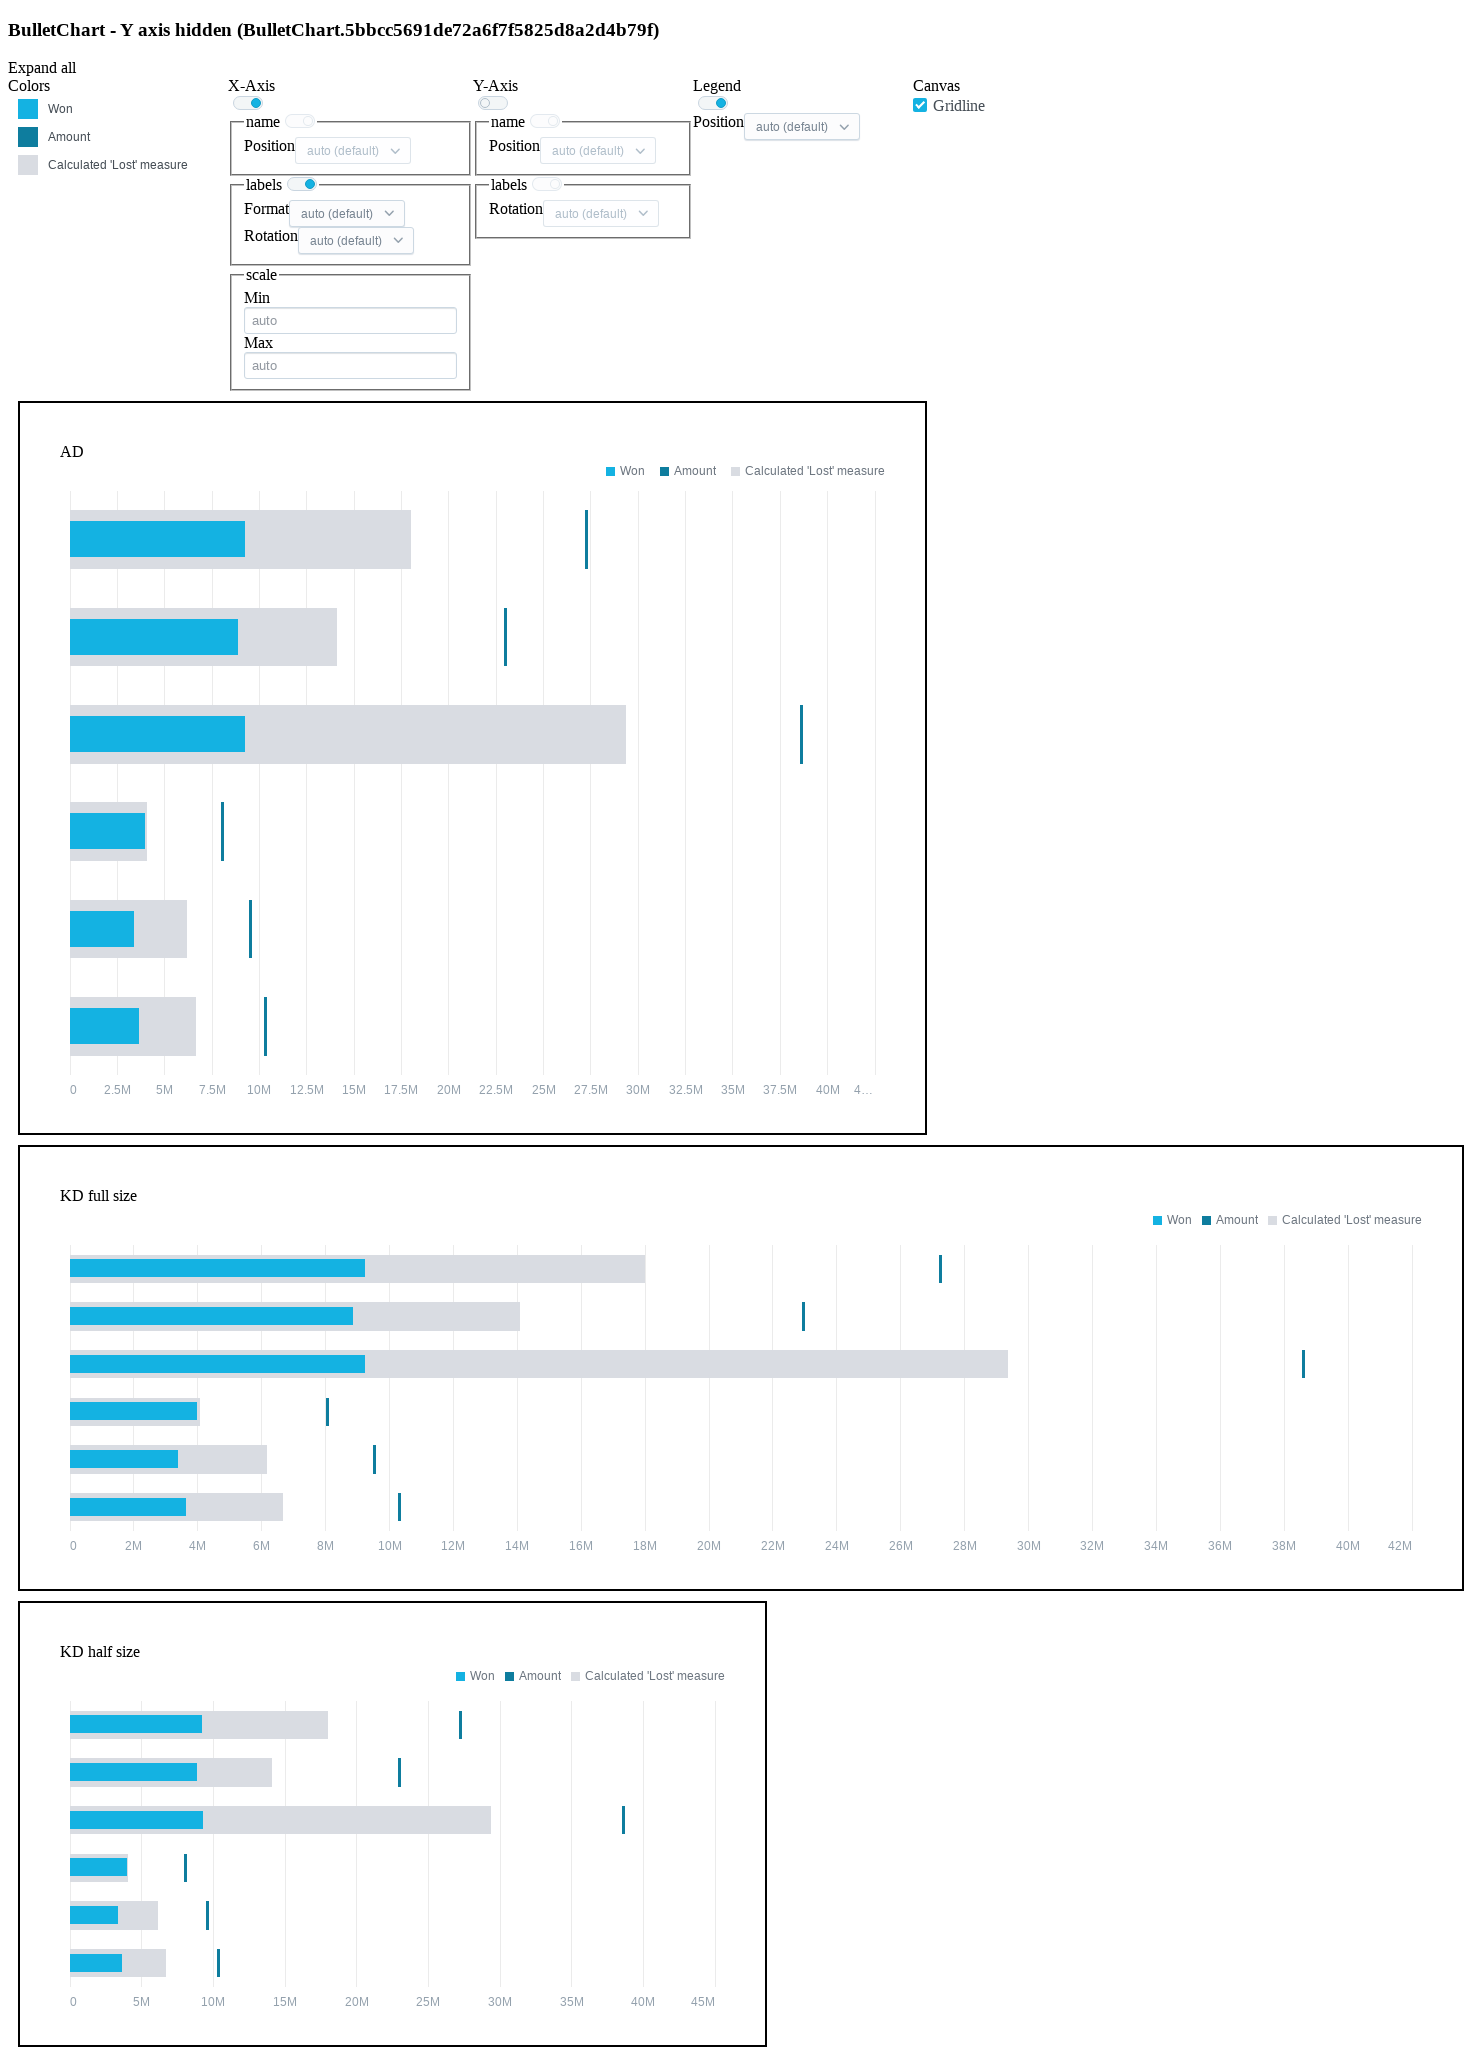 BulletChart - Y axis hidden (BulletChart.5bbcc5691de72a6f7f5825d8a2d4b79f)
Expand all
Colors
Won
Amount
Calculated 'Lost' measure
X-Axis
name
Position auto (default)
labels
Format auto (default)
Rotation auto (default)
scale
Min
auto
Max
auto
Y-Axis
name
Position auto (default)
labels
Rotation auto (default)
Legend
Position auto (default)
Canvas
Gridline
AD
Won Amount Calculated 'Lost' measure
0 2.5M 5M 7.5M 10M 12.5M 15M 17.5M 20M 22.5M 25M 27.5M 30M 32.5M 35M 37.5M 40M 4…
KD full size
Won Amount Calculated 'Lost' measure
0 2M 4M 6M 8M 10M 12M 14M 16M 18M 20M 22M 24M 26M 28M 30M 32M 34M 36M 38M 40M 42M
KD half size
Won Amount Calculated 'Lost' measure
0 5M 10M 15M 20M 25M 30M 35M 40M 45M